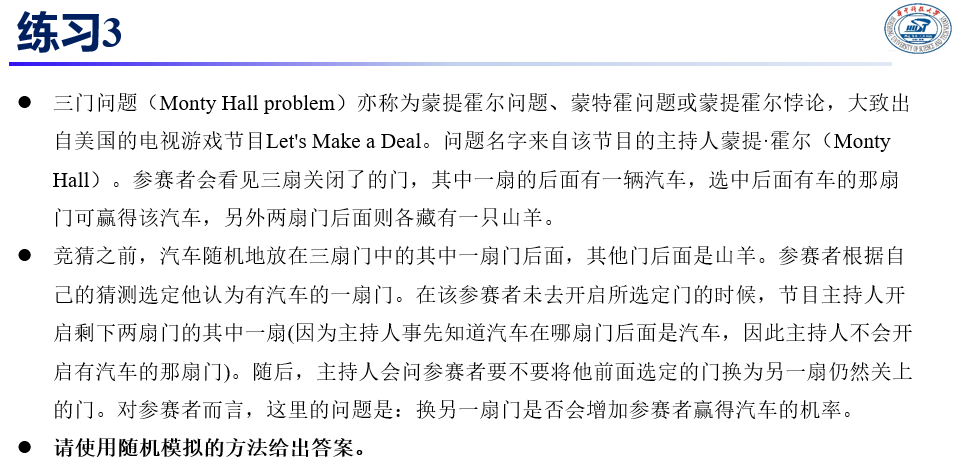 练习3
三门问题（Monty Hall problem）亦称为蒙提霍尔问题、蒙特霍问题或蒙提霍尔悖论，大致出
自美国的电视游戏节目Let's Make a Deal。问题名字来自该节目的主持人蒙提·霍尔（Monty
Hall）。参赛者会看见三扇关闭了的门，其中一扇的后面有一辆汽车，选中后面有车的那扇
门可赢得该汽车，另外两扇门后面则各藏有一只山羊。
竞猜之前，汽车随机地放在三扇门中的其中一扇门后面，其他门后面是山羊。参赛者根据自
己的猜测选定他认为有汽车的一扇门。在该参赛者未去开启所选定门的时候，节目主持人开
启剩下两扇门的其中一扇(因为主持人事先知道汽车在哪扇门后面是汽车，因此主持人不会开
启有汽车的那扇门)。随后，主持人会问参赛者要不要将他前面选定的门换为另一扇仍然关上
的门。对参赛者而言，这里的问题是：换另一扇门是否会增加参赛者赢得汽车的机率。
请使用随机模拟的方法给出答案。